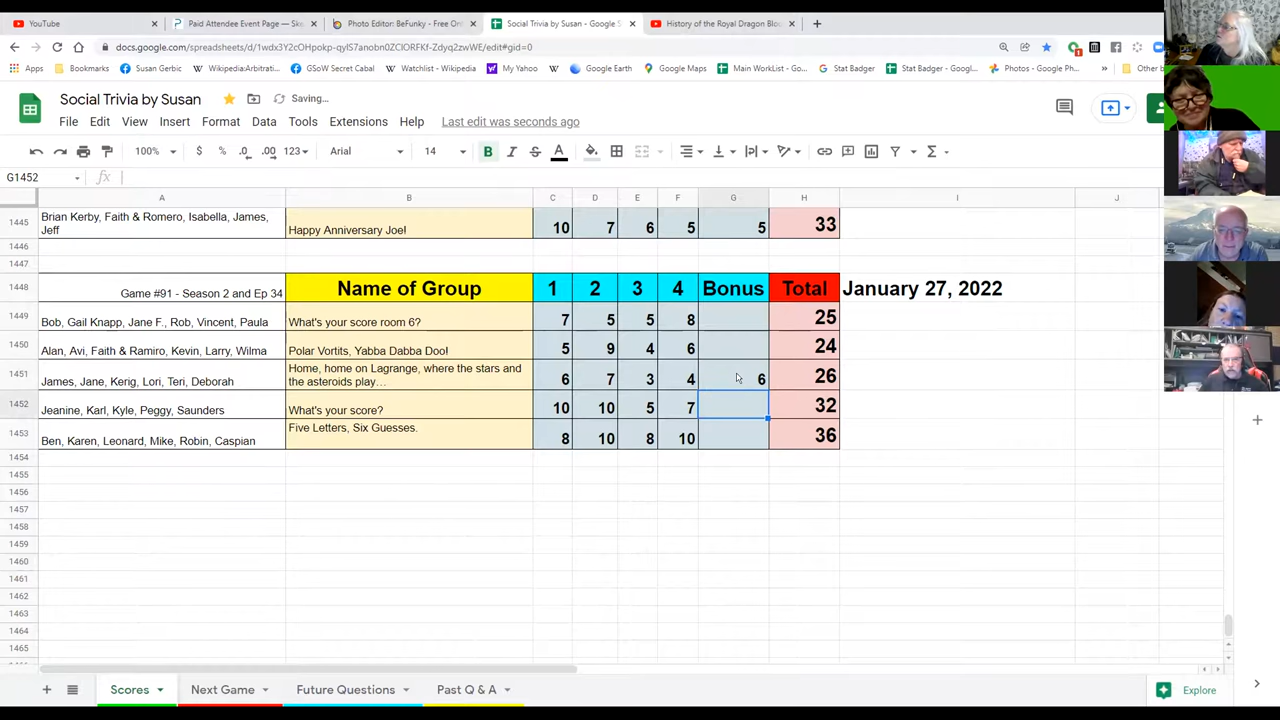 YouTube
Paid Attendee Event Page — Ske
Photo Editor: BeFunky - Free Onl
Social Trivia by Susan - Google S
History of the Royal Dragon Bloo
docs.google.com/spreadsheets/d/1wdx3Y2cOHpokp-qyIS7anobn0ZCIORFKf-Zdyq2zwWE/edit#gid=0
Apps
Bookmarks
Susan Gerbic
Wikipedia:Arbitrati...
GSoW Secret Cabal
Watchlist - Wikiped...
My Yahoo
Google Earth
Google Maps
Main WorkList - Go...
Stat Badger
Stat Badger - Googl...
Photos - Google Ph...
Other b
Social Trivia by Susan
Saving...
File Edit View Insert Format Data Tools Extensions Help Last edit was seconds ago
100% $ % .0 .00 123 Arial 14 B I S A
G1452 fx
A B C D E F G H I J
1445 Brian Kerby, Faith & Romero, Isabella, James,
Jeff Happy Anniversary Joe! 10 7 6 5 5 33
1446
1447
1448 Game #91 - Season 2 and Ep 34 Name of Group 1 2 3 4 Bonus Total January 27, 2022
1449 Bob, Gail Knapp, Jane F., Rob, Vincent, Paula What's your score room 6? 7 5 5 8 25
1450 Alan, Avi, Faith & Ramiro, Kevin, Larry, Wilma Polar Vortits, Yabba Dabba Doo! 5 9 4 6 24
Home, home on Lagrange, where the stars and
1451 James, Jane, Kerig, Lori, Teri, Deborah the asteroids play... 6 7 3 4 6 26
1452 Jeanine, Karl, Kyle, Peggy, Saunders What's your score? 10 10 5 7 32
1453 Ben, Karen, Leonard, Mike, Robin, Caspian Five Letters, Six Guesses. 8 10 8 10 36
1454
1455
1456
1457
1458
1459
1460
1461
1462
1463
1464
1465
Scores Next Game Future Questions Past Q & A Explore